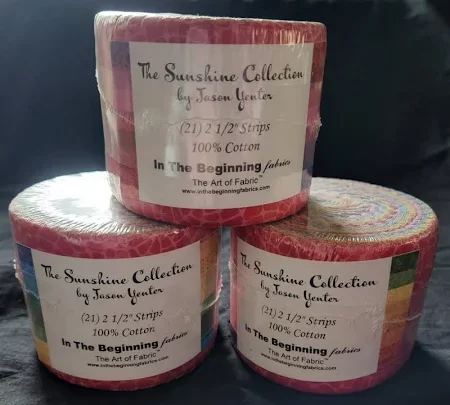 The Sunshine Collection
by Jason Yenter
(21) 2 1/2" Strips
100% Cotton
In The Beginning fabrics
The Art of Fabric™
www.inthebeginningfabrics.com
The Sunshine Collection
by Jason Yenter
(21) 2 1/2" Strips
100% Cotton
In The Beginning fabrics
The Art of Fabric™
www.inthebeginningfabrics.com
The Sunshine Collection
by Jason Yenter
(21) 2 1/2" Strips
100% Cotton
In The Beginning fabrics
The Art of Fabric™
www.inthebeginningfabrics.com